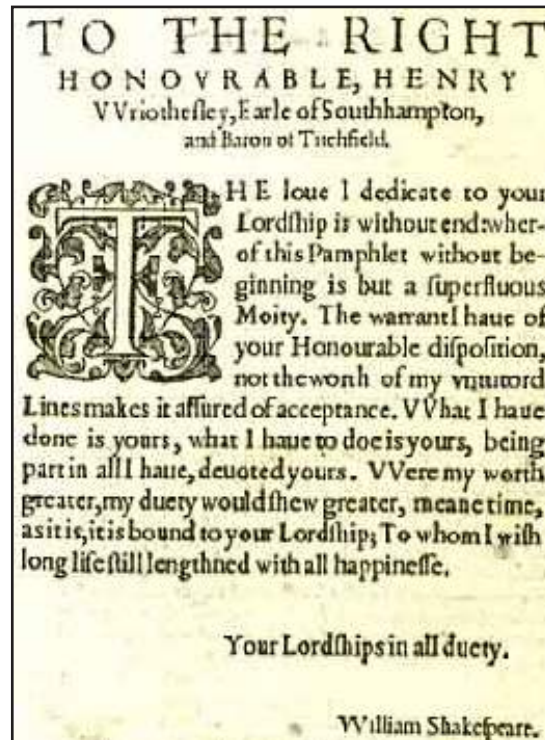 TO THE RIGHT
HONOVRABLE, HENRY
VVriotheſley, Earle of Southhampton,
and Baron of Titchfield.
THE loue I dedicate to your
Lordſhip is without end:wher-
of this Pamphlet without be-
ginning is but a ſuperfluous
Moity. The warrant I haue of
your Honourable diſpoſition,
not the worth of my vntutord
Lines makes it aſſured of acceptance. VVhat I haue
done is yours, what I haue to doe is yours, being
part in all I haue, deuoted yours. VVere my worth
greater, my duety would ſhew greater, meane time,
as it is, it is bound to your Lordſhip; To whom I wiſh
long life ſtill lengthned with all happineſſe.
Your Lordſhips in all duety.
William Shakeſpeare.